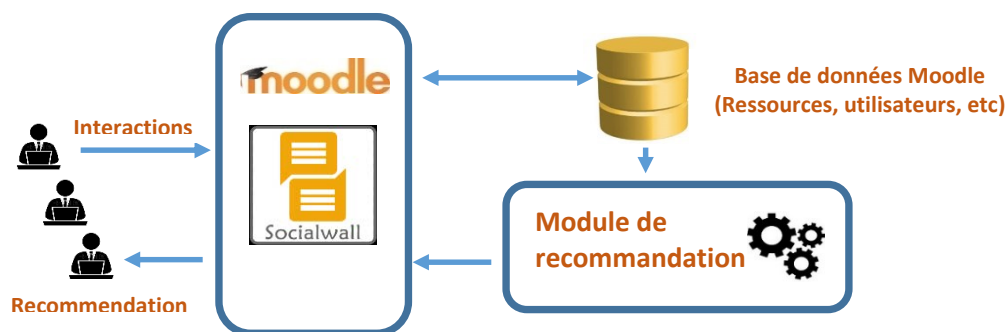 moodle
Base de données Moodle
(Ressources, utilisateurs, etc)
Interactions
Socialwall
Module de
recommandation
Recommendation